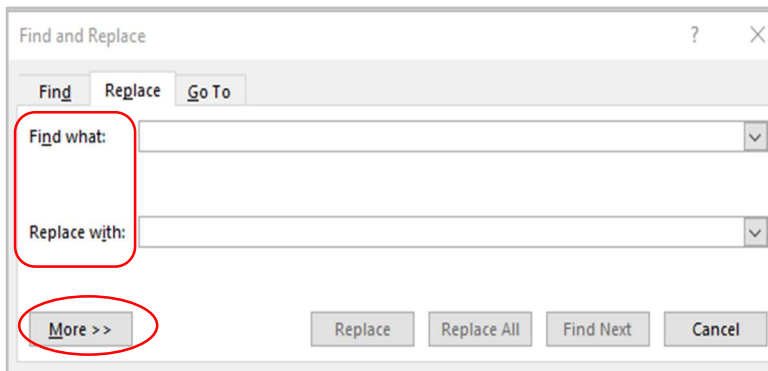 Find and Replace ? X
Find Replace Go To
Find what:
Replace with:
More >> Replace Replace All Find Next Cancel